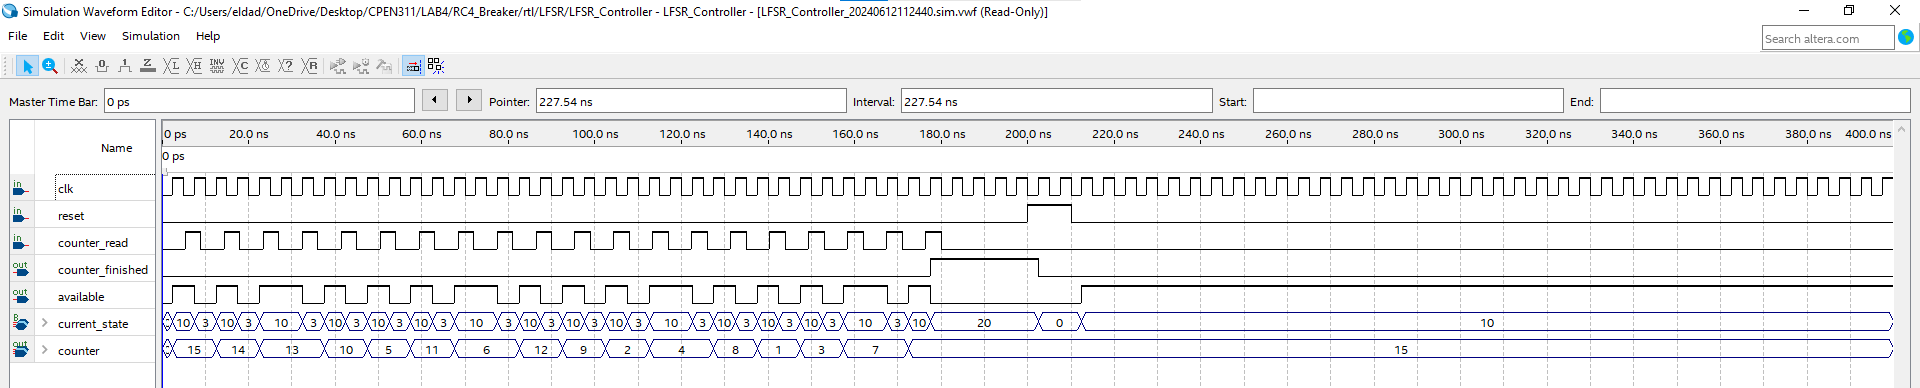 Simulation Waveform Editor - C:/Users/eldad/OneDrive/Desktop/CPEN311/LAB4/RC4_Breaker/rtl/LFSR/LFSR_Controller - LFSR_Controller - [LFSR_Controller_20240612112440.sim.vwf (Read-Only)]
File Edit View Simulation Help
Search altera.com
Master Time Bar: 0 ps Pointer: 227.54 ns Interval: 227.54 ns Start: End:
Name 0 ps 20.0 ns 40.0 ns 60.0 ns 80.0 ns 100.0 ns 120.0 ns 140.0 ns 160.0 ns 180.0 ns 200.0 ns 220.0 ns 240.0 ns 260.0 ns 280.0 ns 300.0 ns 320.0 ns 340.0 ns 360.0 ns 380.0 ns 400.0 ns
0 ps
in clk
in reset
in counter_read
out counter_finished
out available
B current_state 10 3 10 3 10 3 10 3 10 3 10 3 10 3 10 3 10 3 10 3 10 3 10 3 10 3 10 3 10 3 10 20 0 10
out counter 15 14 13 10 5 11 6 12 9 2 4 8 1 3 7 15